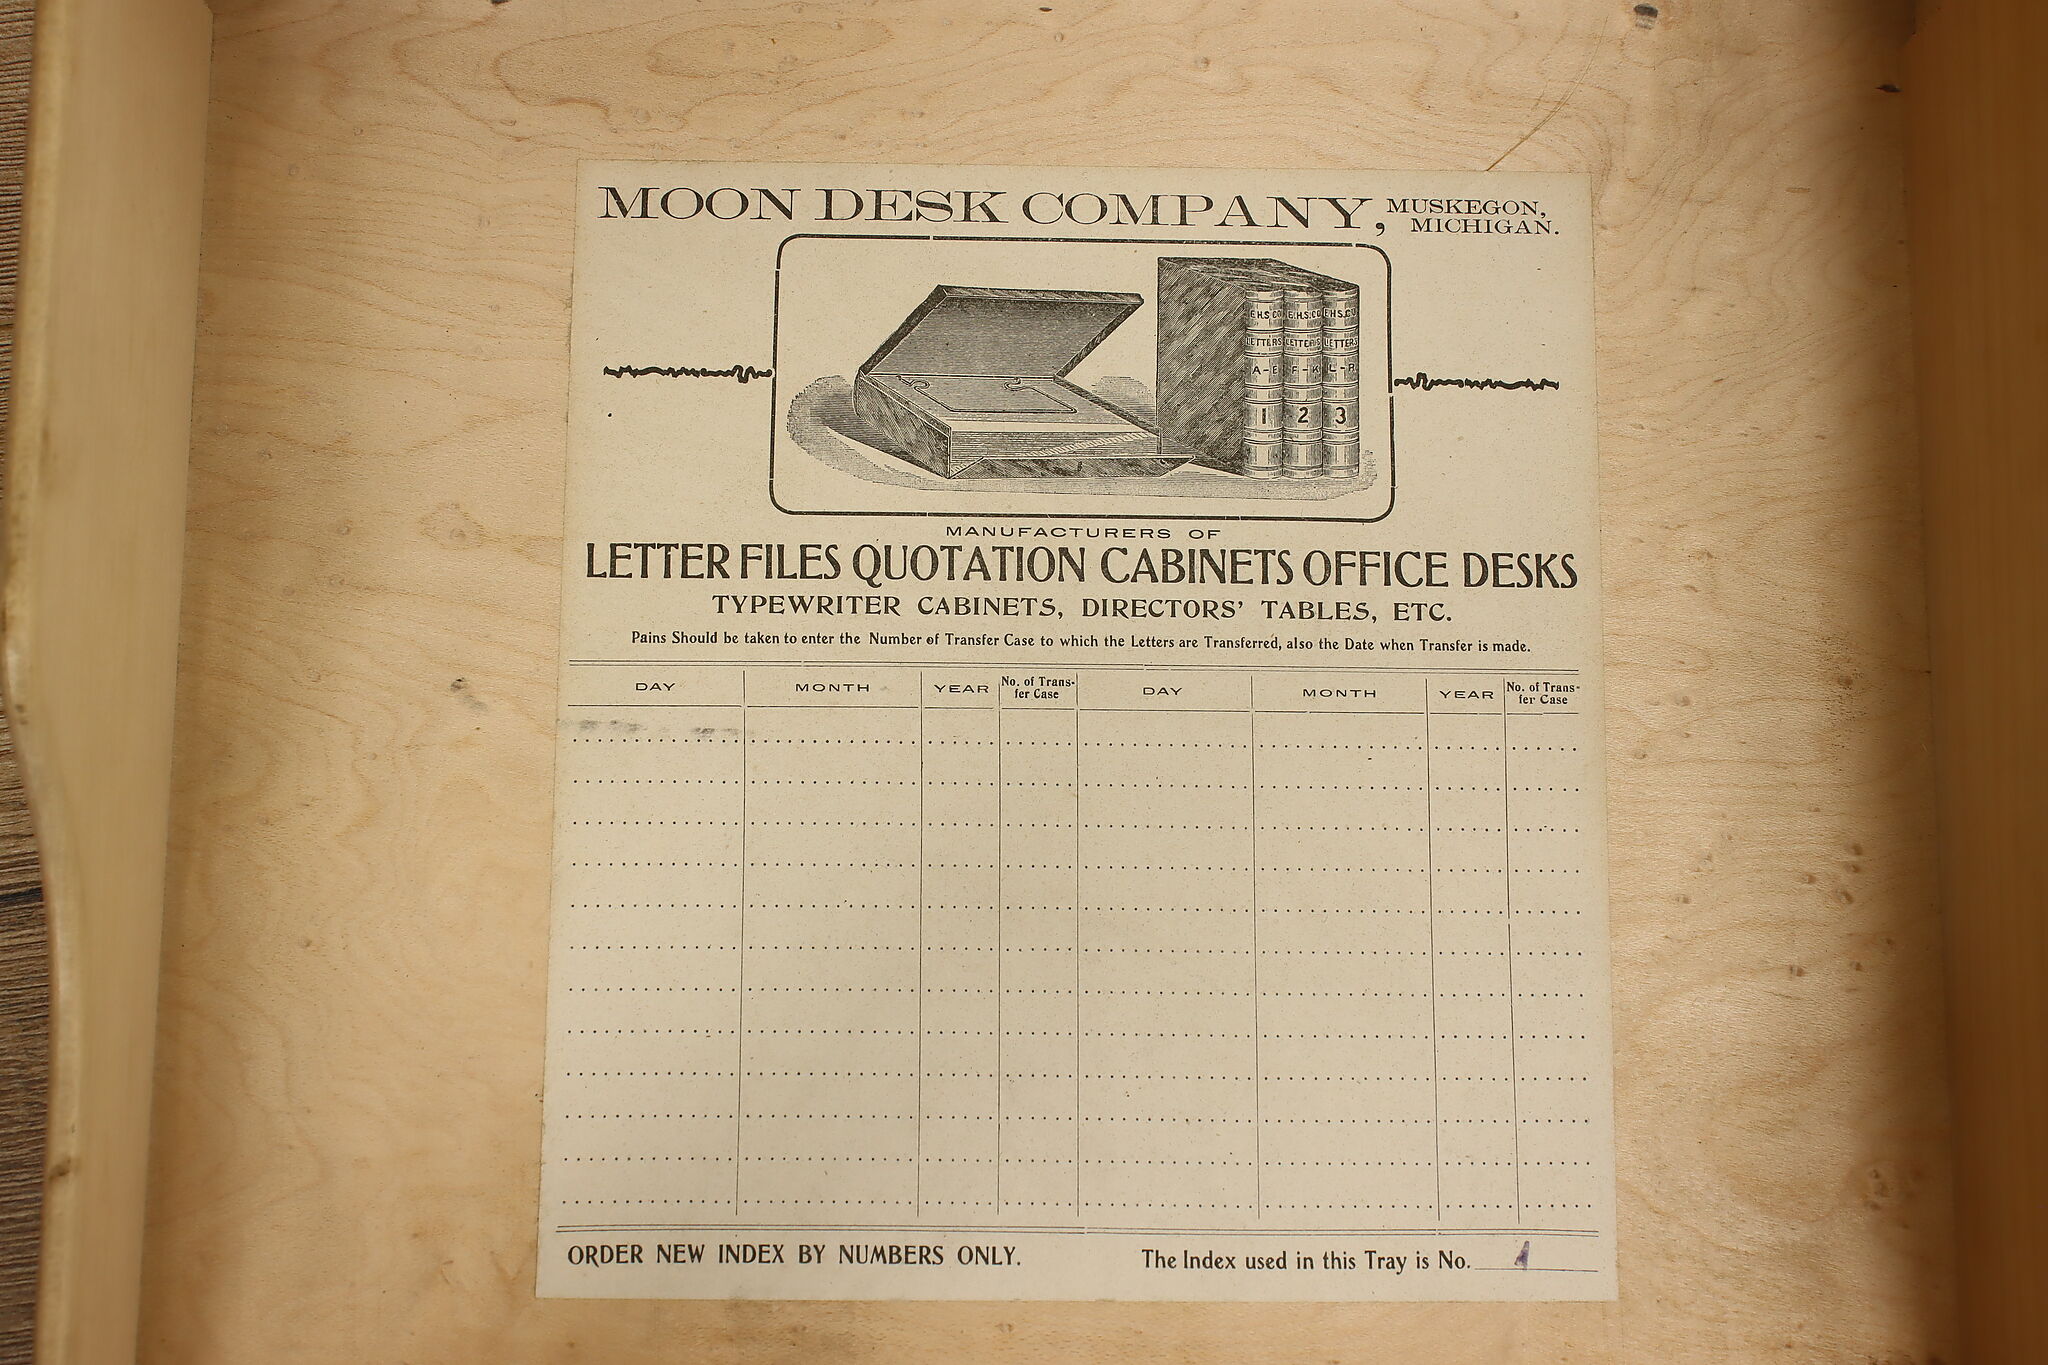 MOON DESK COMPANY, MUSKEGON,
MICHIGAN.
E.H.S.CO E.H.S.CO E.H.S.CO
LETTERS LETTERS LETTERS
A-E F-K L-R
1 2 3
MANUFACTURERS OF
LETTER FILES QUOTATION CABINETS OFFICE DESKS
TYPEWRITER CABINETS, DIRECTORS' TABLES, ETC.
Pains Should be taken to enter the Number of Transfer Case to which the Letters are Transferred, also the Date when Transfer is made.
DAY MONTH YEAR No. of Trans-
fer Case
DAY MONTH YEAR No. of Trans-
fer Case
ORDER NEW INDEX BY NUMBERS ONLY.
The Index used in this Tray is No.